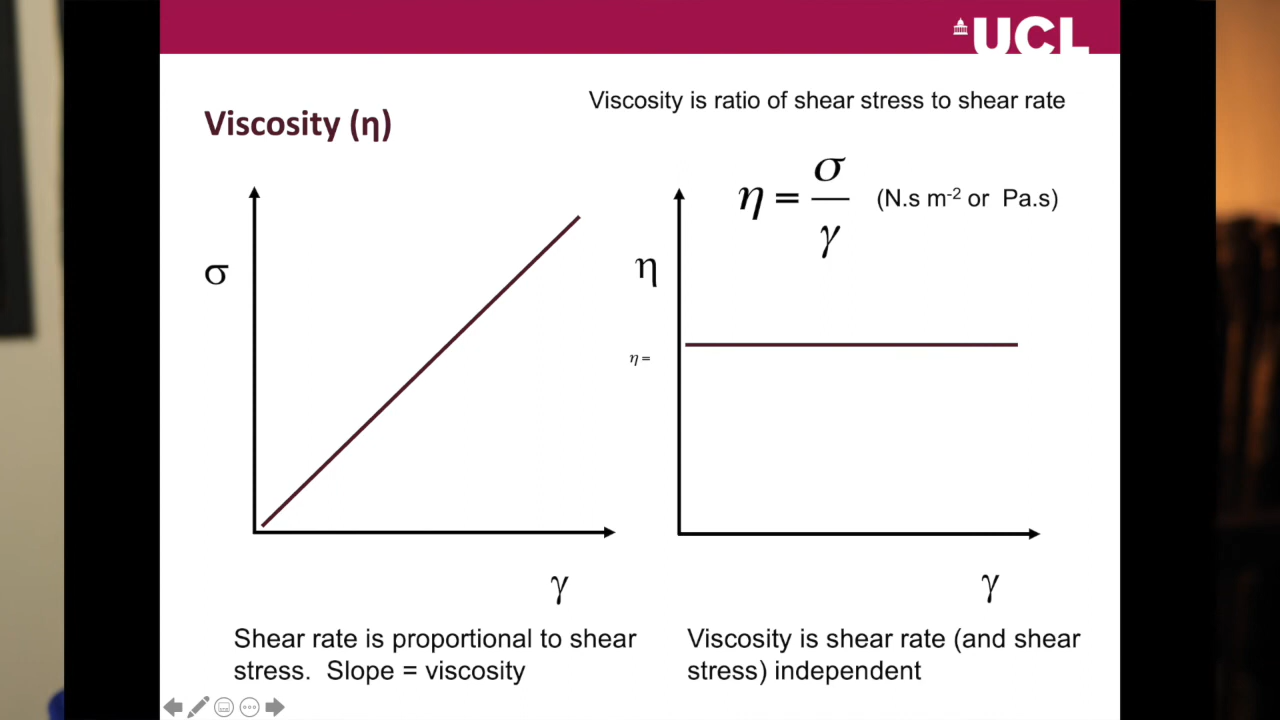 UCL
Viscosity is ratio of shear stress to shear rate
Viscosity (η)
η = σ / γ (N.s m-2 or Pa.s)
σ
η
η =
γ
γ
Shear rate is proportional to shear
stress. Slope = viscosity
Viscosity is shear rate (and shear
stress) independent